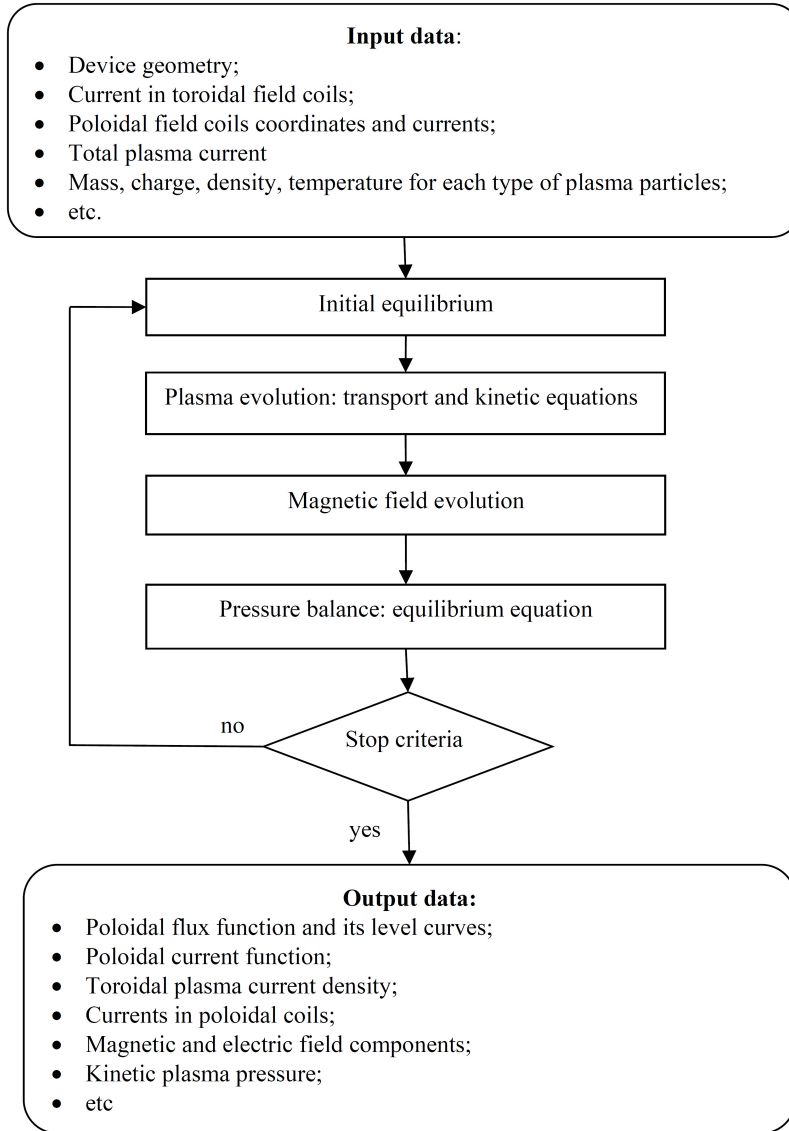 Input data:
• Device geometry;
• Current in toroidal field coils;
• Poloidal field coils coordinates and currents;
• Total plasma current
• Mass, charge, density, temperature for each type of plasma particles;
• etc.
Initial equilibrium
Plasma evolution: transport and kinetic equations
Magnetic field evolution
Pressure balance: equilibrium equation
no
Stop criteria
yes
Output data:
• Poloidal flux function and its level curves;
• Poloidal current function;
• Toroidal plasma current density;
• Currents in poloidal coils;
• Magnetic and electric field components;
• Kinetic plasma pressure;
• etc